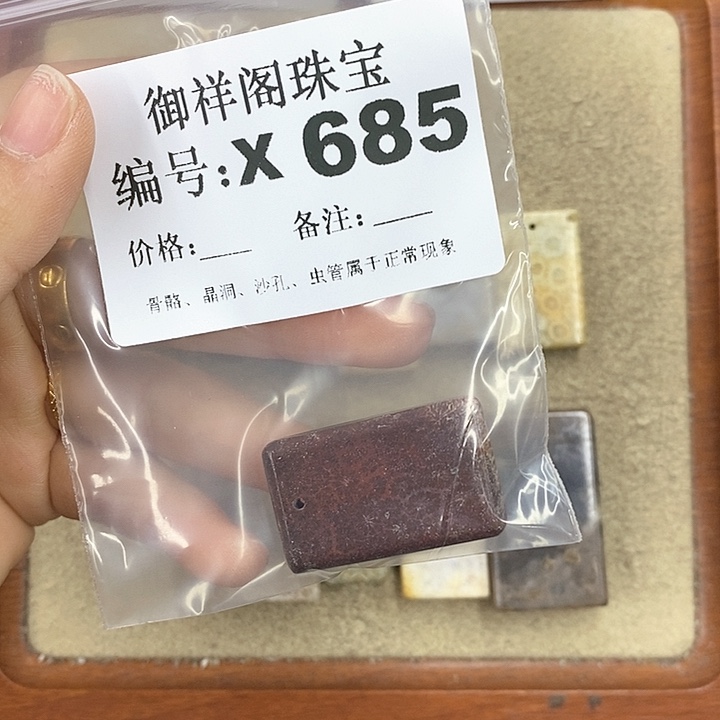 御祥阁珠宝
编号:X 685
价格:___ 备注:____
骨骼、晶洞、沙孔、虫管属于正常现象